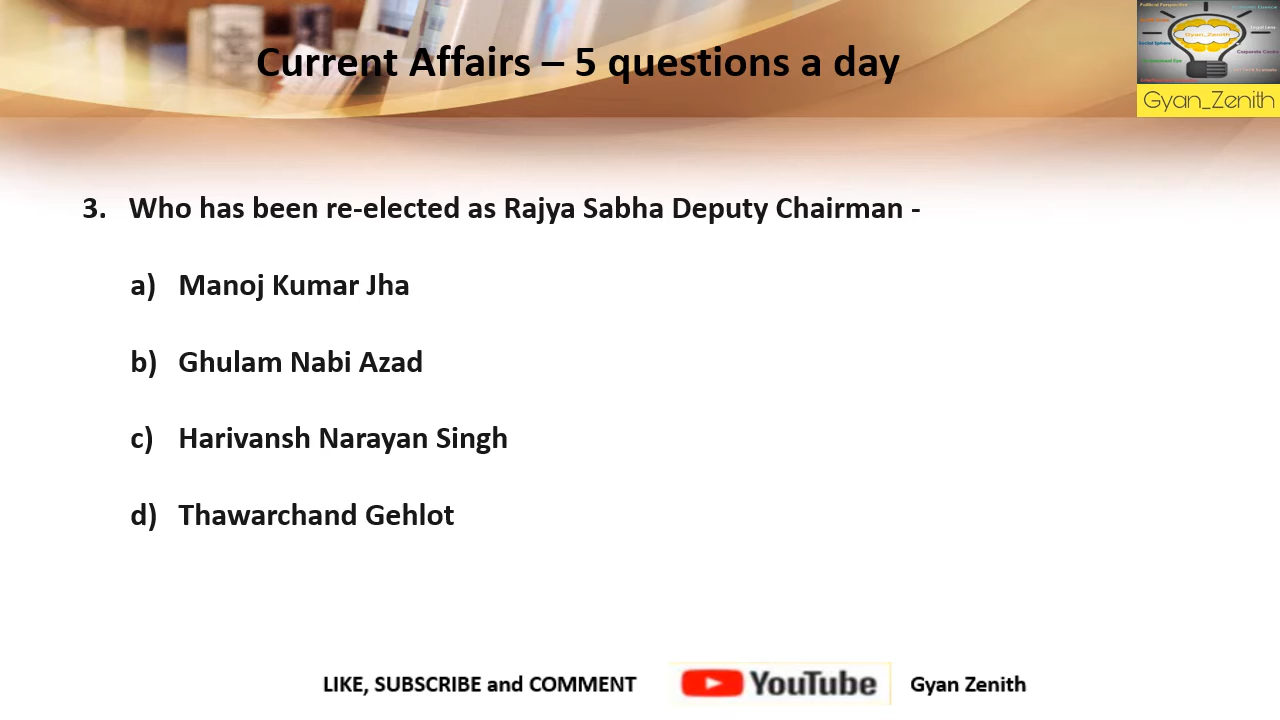 Current Affairs – 5 questions a day
Gyan_Zenith
Gyan_Zenith
3. Who has been re-elected as Rajya Sabha Deputy Chairman -
a) Manoj Kumar Jha
b) Ghulam Nabi Azad
c) Harivansh Narayan Singh
d) Thawarchand Gehlot
LIKE, SUBSCRIBE and COMMENT YouTube Gyan Zenith